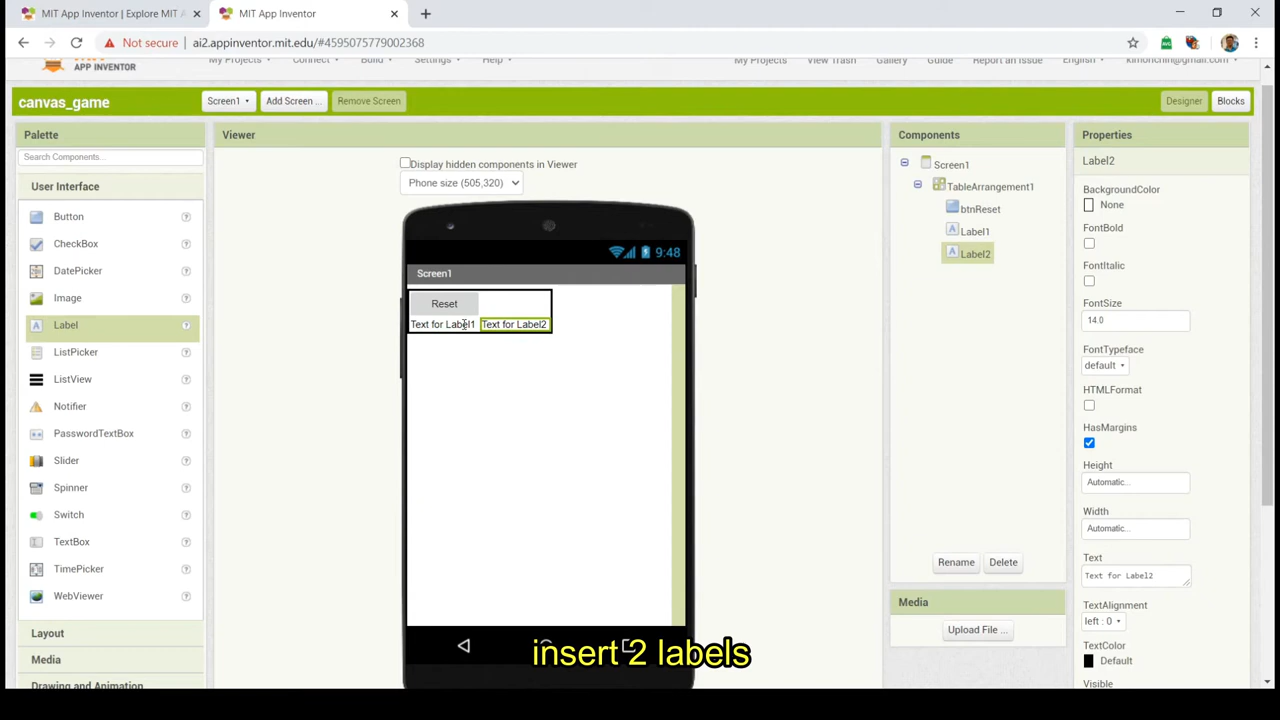 MIT App Inventor | Explore MIT A
MIT App Inventor
Not secure | ai2.appinventor.mit.edu/#4595075779002368
APP INVENTOR
My Projects Connect Build Settings Help
My Projects View Trash Gallery Guide Report an Issue English kimonchin@gmail.com
canvas_game
Screen1 Add Screen ... Remove Screen
Designer Blocks
Palette
Search Components...
User Interface
Button
CheckBox
DatePicker
Image
Label
ListPicker
ListView
Notifier
PasswordTextBox
Slider
Spinner
Switch
TextBox
TimePicker
WebViewer
Layout
Media
Drawing and Animation
Viewer
Display hidden components in Viewer
Phone size (505,320)
9:48
Screen1
Reset
Text for Label1 Text for Label2
insert 2 labels
Components
Screen1
TableArrangement1
btnReset
Label1
Label2
Rename Delete
Media
Upload File ...
Properties
Label2
BackgroundColor
None
FontBold
FontItalic
FontSize
14.0
FontTypeface
default
HTMLFormat
HasMargins
Height
Automatic...
Width
Automatic...
Text
Text for Label2
TextAlignment
left : 0
TextColor
Default
Visible